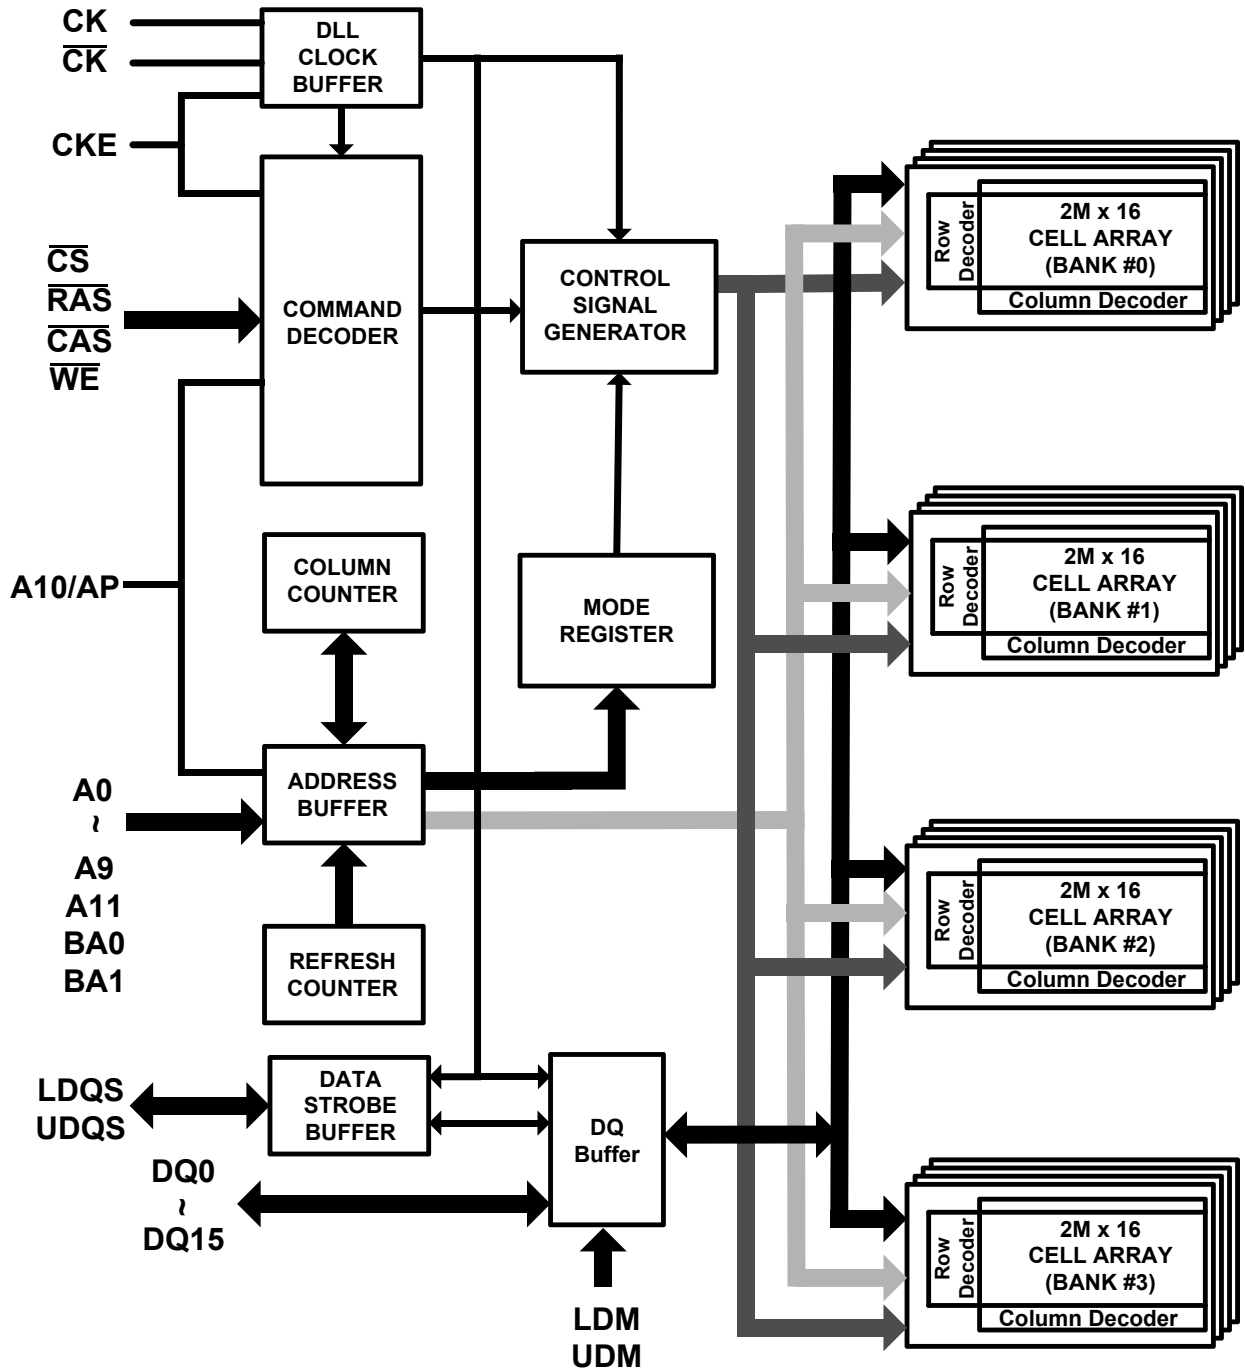 CK
CK
CKE
DLL
CLOCK
BUFFER
CS
RAS
CAS
WE
COMMAND
DECODER
CONTROL
SIGNAL
GENERATOR
Row
Decoder
2M x 16
CELL ARRAY
(BANK #0)
Column Decoder
A10/AP
COLUMN
COUNTER
MODE
REGISTER
Row
Decoder
2M x 16
CELL ARRAY
(BANK #1)
Column Decoder
A0
~
A9
A11
BA0
BA1
ADDRESS
BUFFER
REFRESH
COUNTER
Row
Decoder
2M x 16
CELL ARRAY
(BANK #2)
Column Decoder
LDQS
UDQS
DATA
STROBE
BUFFER
DQ
Buffer
DQ0
~
DQ15
LDM
UDM
Row
Decoder
2M x 16
CELL ARRAY
(BANK #3)
Column Decoder